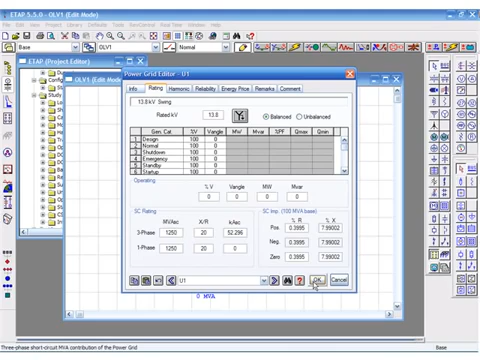 ETAP 5.5.0 - [OLV1 (Edit Mode)]
File Edit View Project Library Defaults Tools RevControl Real-Time Window Help
Base OLV1 Normal
ETAP (Project Editor)
OLV1 (Edit Mode)
Power Grid Editor - U1
Info Rating Harmonic Reliability Energy Price Remarks Comment
13.8 kV Swing
Rated kV 13.8 Balanced Unbalanced
Gen. Cat. %V Vangle MW Mvar %PF Qmax Qmin
1 Design 100 0
2 Normal 100 0
3 Shutdown 100 0
4 Emergency 100 0
5 Standby 100 0
6 Startup 100 0
Operating
% V Vangle MW Mvar
0 0 0 0
SC Rating
MVAsc X/R kAsc
3-Phase 1250 20 52.296
1-Phase 1250 20 0
SC Imp. (100 MVA base)
% R % X
Pos. 0.3995 7.99002
Neg. 0.3995 7.99002
Zero 0.3995 7.99002
U1 OK Cancel
0 MVA
Three-phase short-circuit MVA contribution of the Power Grid
Base